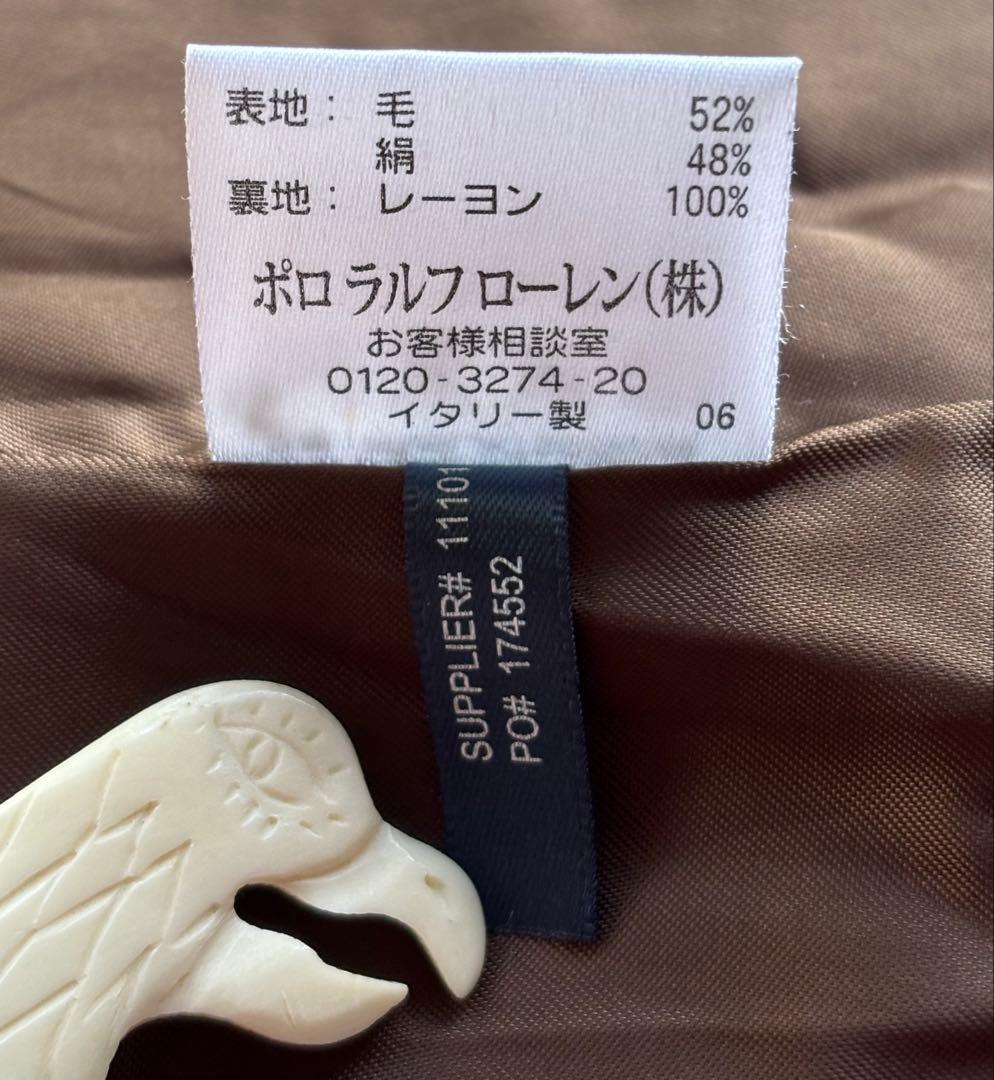 表地： 毛 52%
絹 48%
裏地： レーヨン 100%
ポロ ラルフ ローレン（株）
お客様相談室
0120-3274-20
イタリー製 06
SUPPLIER# 11101
PO# 174552